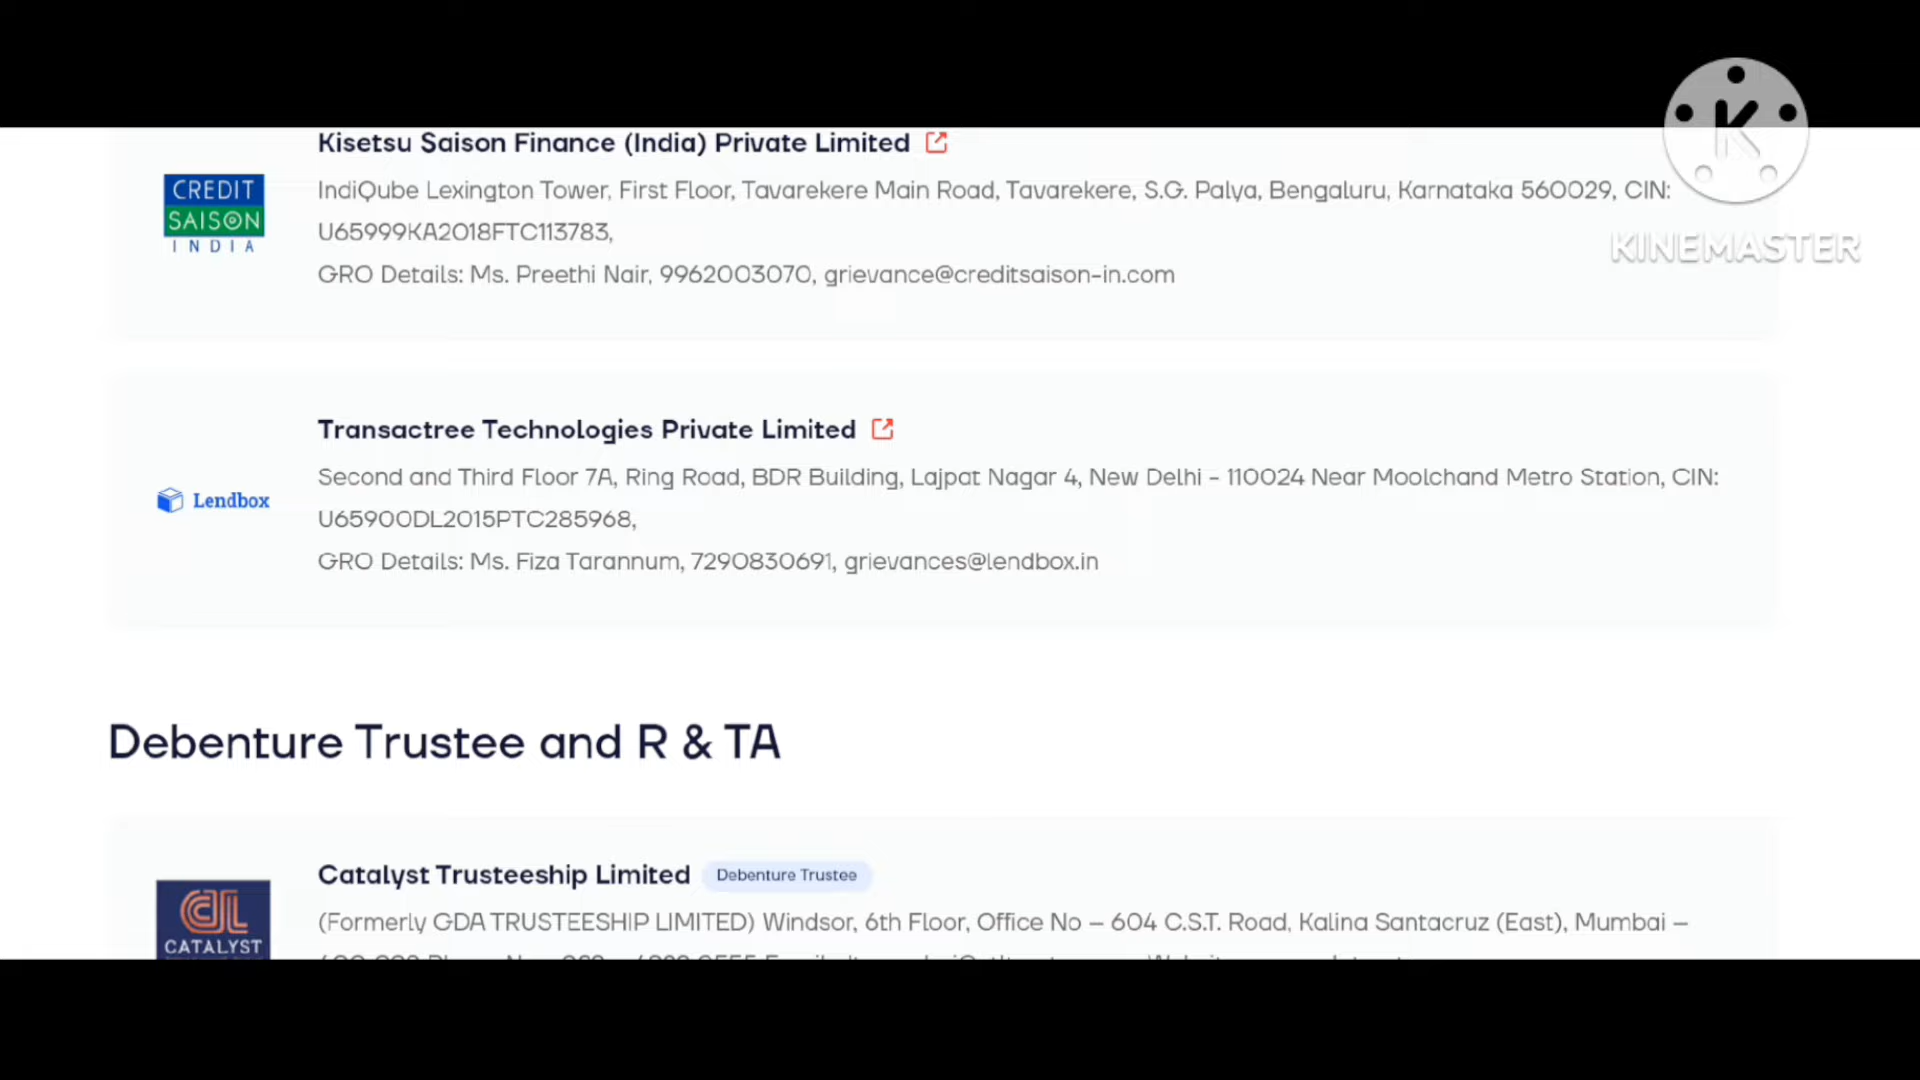 Kisetsu Saison Finance (India) Private Limited
CREDIT
SAISON
INDIA
IndiQube Lexington Tower, First Floor, Tavarekere Main Road, Tavarekere, S.G. Palya, Bengaluru, Karnataka 560029, CIN:
U65999KA2018FTC113783,
GRO Details: Ms. Preethi Nair, 9962003070, grievance@creditsaison-in.com
K
KINEMASTER
Transactree Technologies Private Limited
Lendbox
Second and Third Floor 7A, Ring Road, BDR Building, Lajpat Nagar 4, New Delhi - 110024 Near Moolchand Metro Station, CIN:
U65900DL2015PTC285968,
GRO Details: Ms. Fiza Tarannum, 7290830691, grievances@lendbox.in
Debenture Trustee and R & TA
Catalyst Trusteeship Limited Debenture Trustee
CATALYST
(Formerly GDA TRUSTEESHIP LIMITED) Windsor, 6th Floor, Office No – 604 C.S.T. Road, Kalina Santacruz (East), Mumbai –